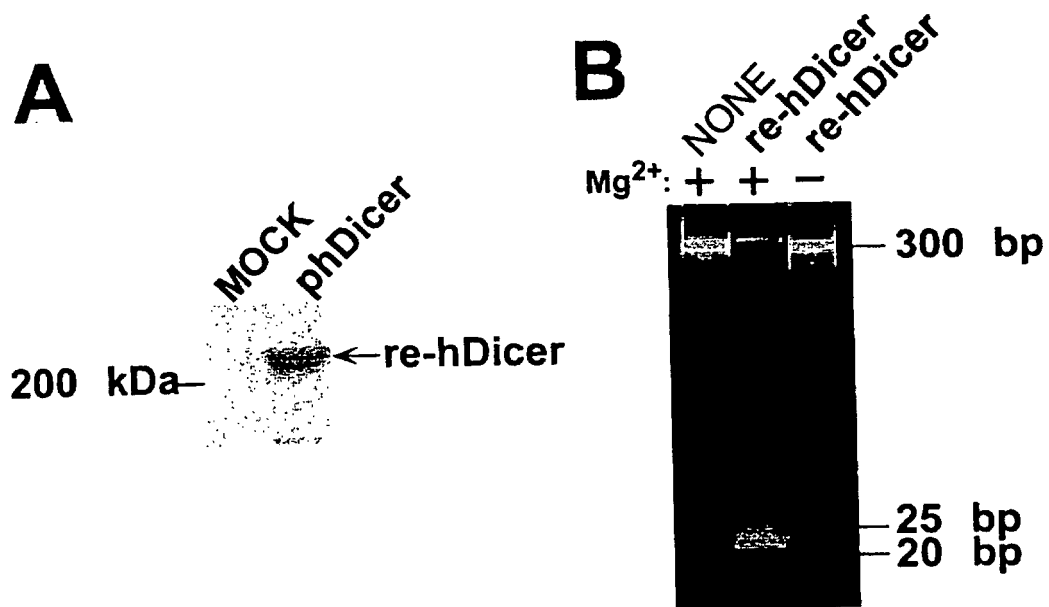 A
MOCK
phDicer
re-hDicer
200 kDa
B
NONE
re-hDicer
re-hDicer
Mg2+: + + −
300 bp
25 bp
20 bp